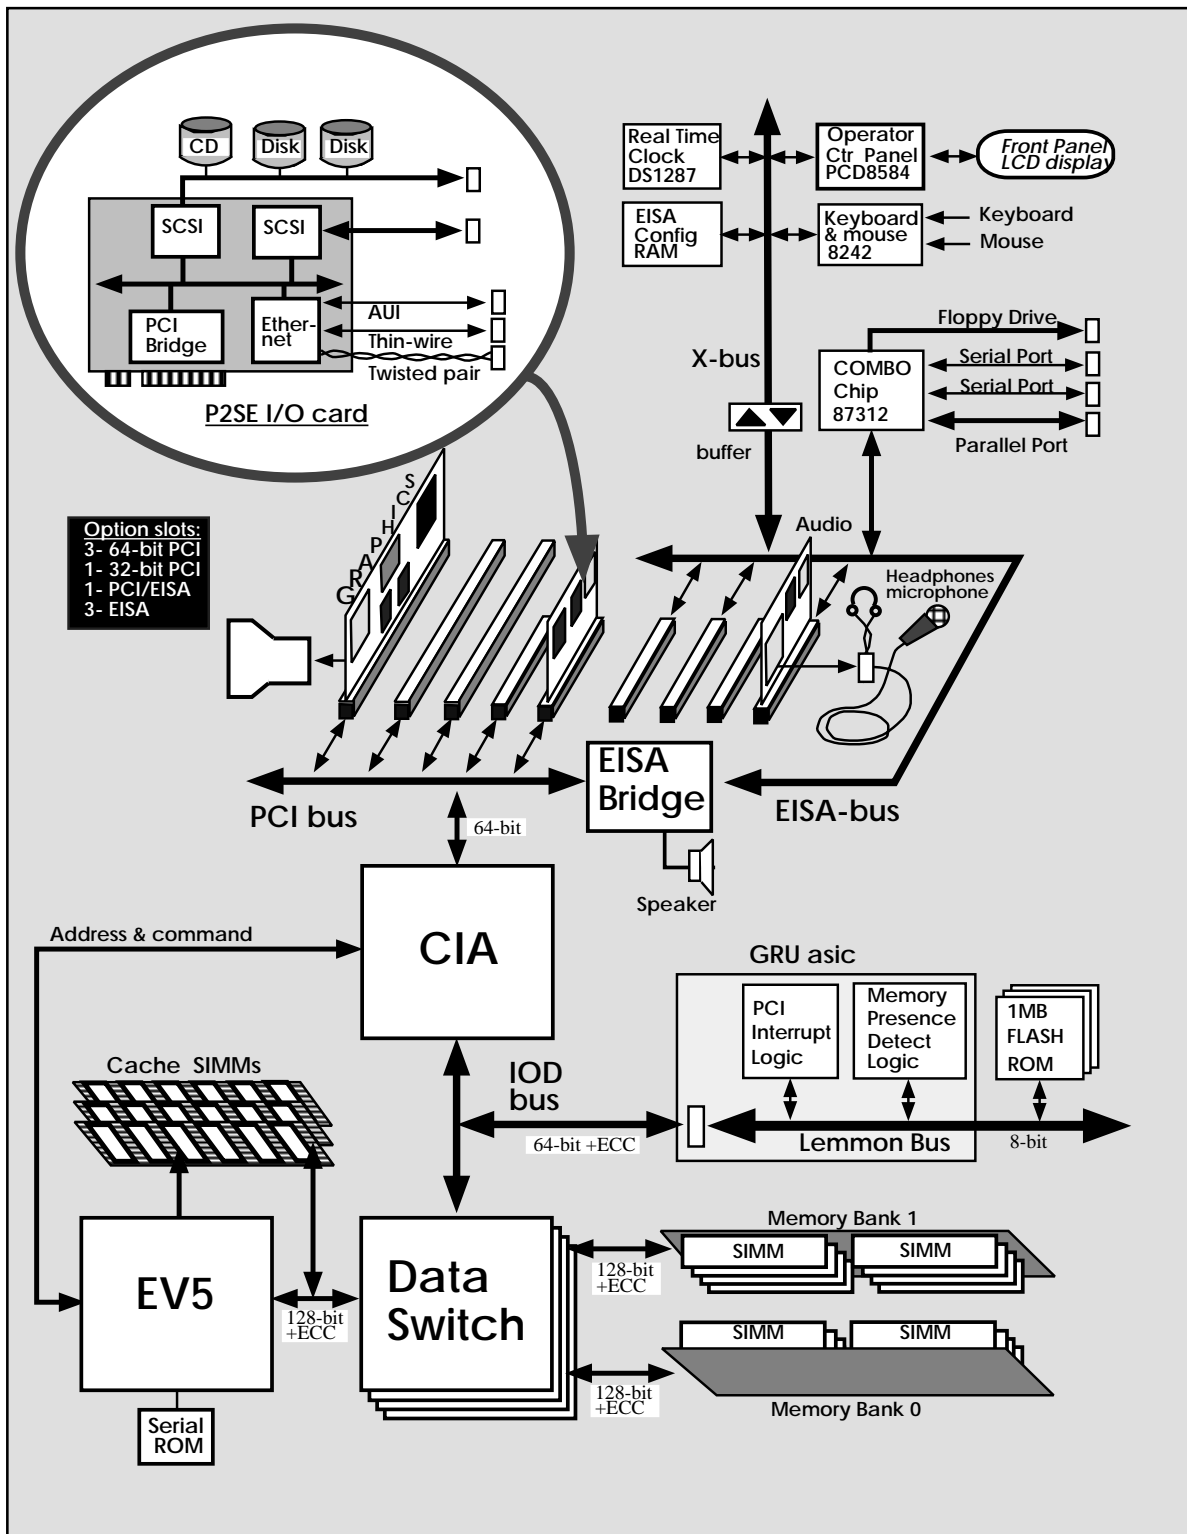 CD
Disk
Disk
SCSI
SCSI
PCI
Bridge
Ether-
net
AUI
Thin-wire
Twisted pair
P2SE I/O card
Real Time
Clock
DS1287
Operator
Ctr Panel
PCD8584
Front Panel
LCD display
EISA
Config
RAM
Keyboard
& mouse
8242
Keyboard
Mouse
X-bus
buffer
COMBO
Chip
87312
Floppy Drive
Serial Port
Serial Port
Parallel Port
Option slots:
3- 64-bit PCI
1- 32-bit PCI
1- PCI/EISA
3- EISA
GRAPHICS
Audio
Headphones
microphone
PCI bus
EISA
Bridge
EISA-bus
64-bit
Speaker
CIA
Address & command
GRU asic
PCI
Interrupt
Logic
Memory
Presence
Detect
Logic
1MB
FLASH
ROM
Cache SIMMs
IOD
bus
64-bit +ECC
Lemmon Bus
8-bit
EV5
128-bit
+ECC
Data
Switch
Memory Bank 1
SIMM
SIMM
128-bit
+ECC
SIMM
SIMM
128-bit
+ECC
Memory Bank 0
Serial
ROM